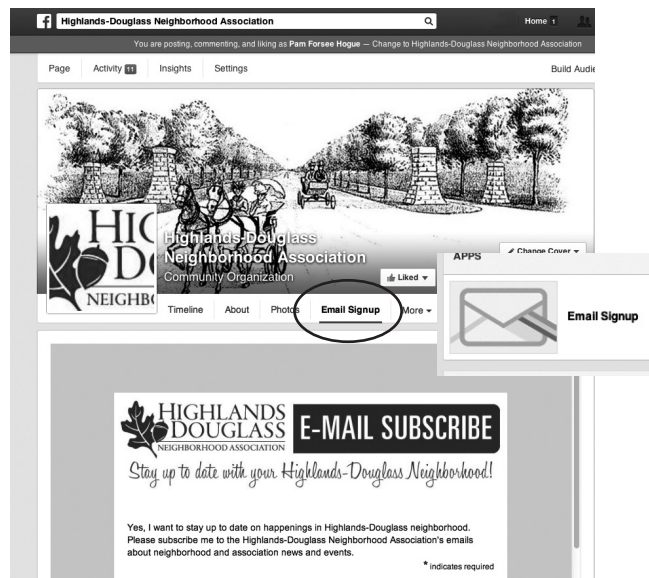 f Highlands-Douglass Neighborhood Association Home 1
You are posting, commenting, and liking as Pam Forsee Hogue — Change to Highlands-Douglass Neighborhood Association
Page Activity 11 Insights Settings Build Audie
HIG
DO
NEIGHBO
Highlands-Douglass
Neighborhood Association
Community Organization
Liked
Change Cover
Timeline About Photos Email Signup More
APPS
Email Signup
HIGHLANDS
DOUGLASS
NEIGHBORHOOD ASSOCIATION
E-MAIL SUBSCRIBE
Stay up to date with your Highlands-Douglass Neighborhood!
Yes, I want to stay up to date on happenings in Highlands-Douglass neighborhood.
Please subscribe me to the Highlands-Douglass Neighborhood Association's emails
about neighborhood and association news and events.
* indicates required